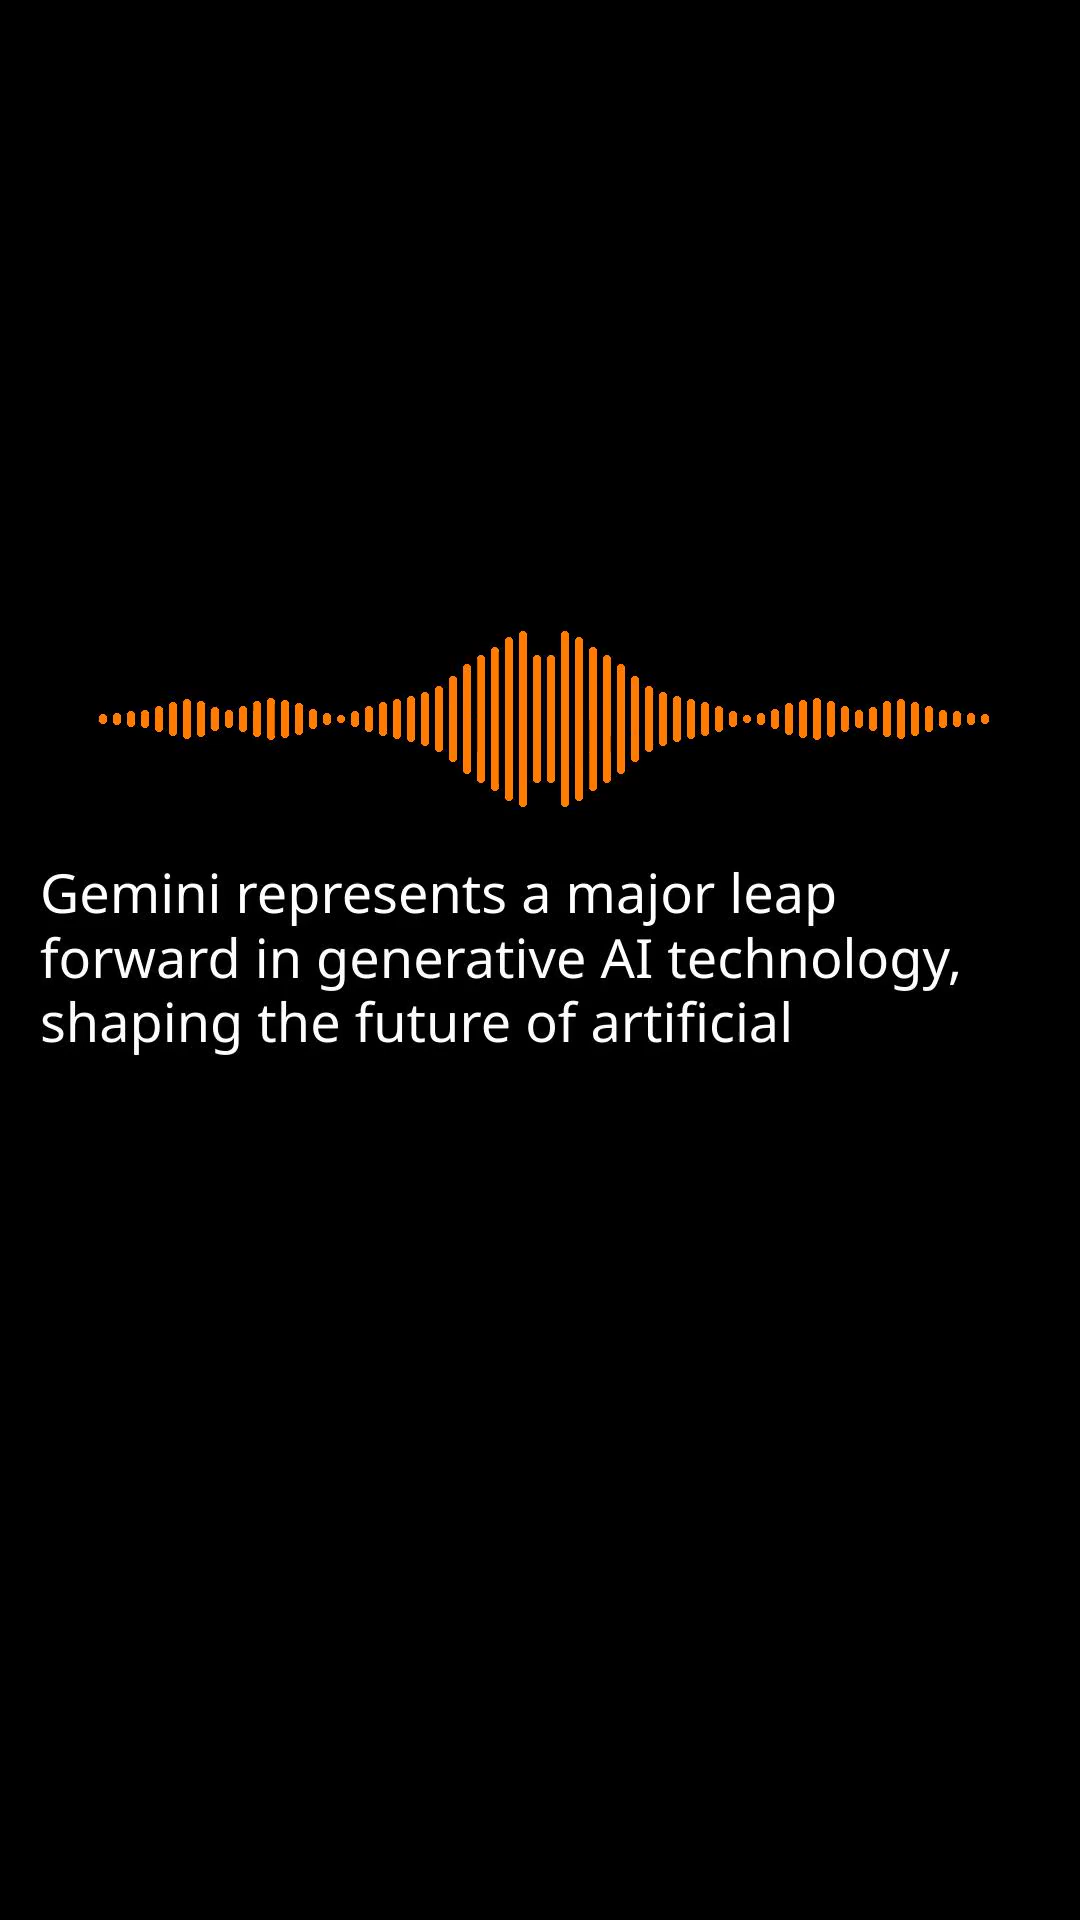 Gemini represents a major leap
forward in generative AI technology,
shaping the future of artificial